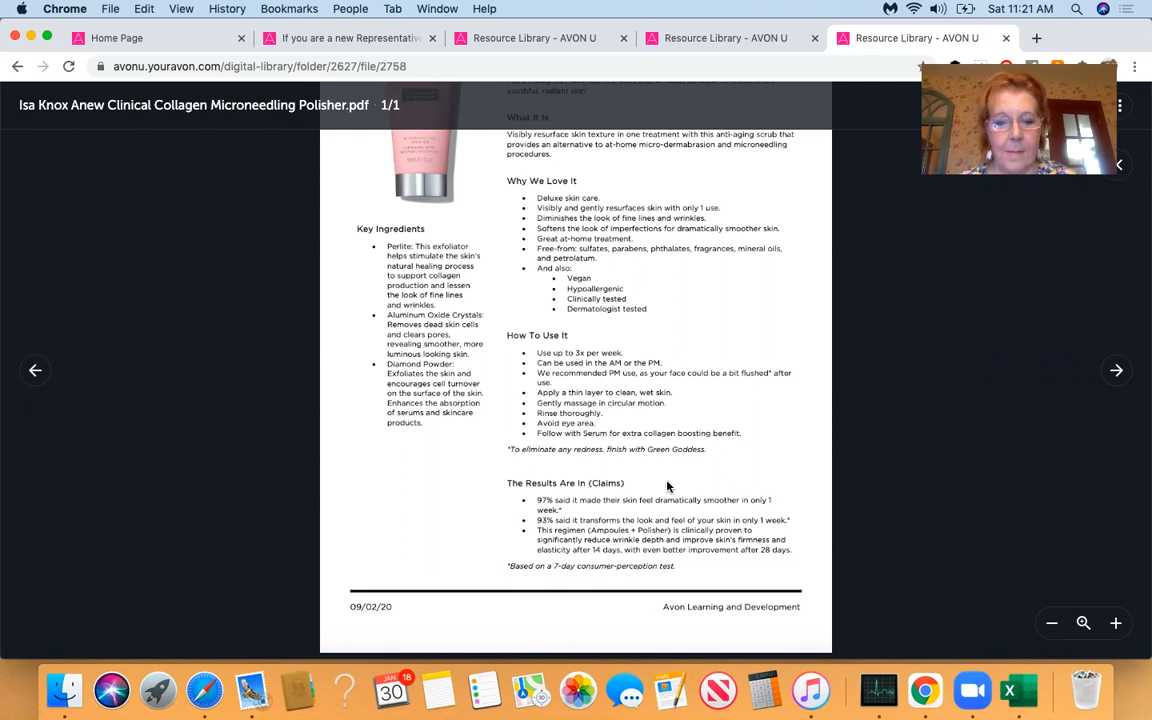 Chrome File Edit View History Bookmarks People Tab Window Help Sat 11:21 AM
Home Page
If you are a new Representativ
Resource Library - AVON U
Resource Library - AVON U
Resource Library - AVON U
avonu.youravon.com/digital-library/folder/2627/file/2758
Isa Knox Anew Clinical Collagen Microneedling Polisher.pdf · 1/1
youthful, radiant skin!
What It Is
Visibly resurface skin texture in one treatment with this anti-aging scrub that
provides an alternative to at-home micro-dermabrasion and microneedling
procedures.
Why We Love It
Deluxe skin care.
Visibly and gently resurfaces skin with only 1 use.
Diminishes the look of fine lines and wrinkles.
Softens the look of imperfections for dramatically smoother skin.
Great at-home treatment.
Free-from: sulfates, parabens, phthalates, fragrances, mineral oils,
and petrolatum.
And also:
Vegan
Hypoallergenic
Clinically tested
Dermatologist tested
Key Ingredients
Perlite: This exfoliator
helps stimulate the skin's
natural healing process
to support collagen
production and lessen
the look of fine lines
and wrinkles.
Aluminum Oxide Crystals:
Removes dead skin cells
and clears pores,
revealing smoother, more
luminous looking skin.
Diamond Powder:
Exfoliates the skin and
encourages cell turnover
on the surface of the skin.
Enhances the absorption
of serums and skincare
products.
How To Use It
Use up to 3x per week.
Can be used in the AM or the PM.
We recommended PM use, as your face could be a bit flushed* after
use.
Apply a thin layer to clean, wet skin.
Gently massage in circular motion.
Rinse thoroughly.
Avoid eye area.
Follow with Serum for extra collagen boosting benefit.
*To eliminate any redness, finish with Green Goddess.
The Results Are In (Claims)
97% said it made their skin feel dramatically smoother in only 1
week.*
93% said it transforms the look and feel of your skin in only 1 week.*
This regimen (Ampoules + Polisher) is clinically proven to
significantly reduce wrinkle depth and improve skin's firmness and
elasticity after 14 days, with even better improvement after 28 days.
*Based on a 7-day consumer-perception test.
09/02/20 Avon Learning and Development
JAN
30
18